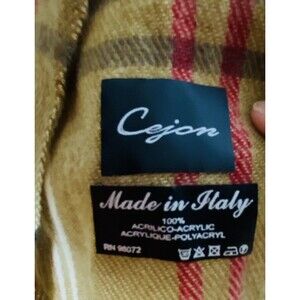 Cejon
Made in Italy
100%
ACRILICO-ACRYLIC
ACRYLIQUE-POLYACRYL
RN 98072